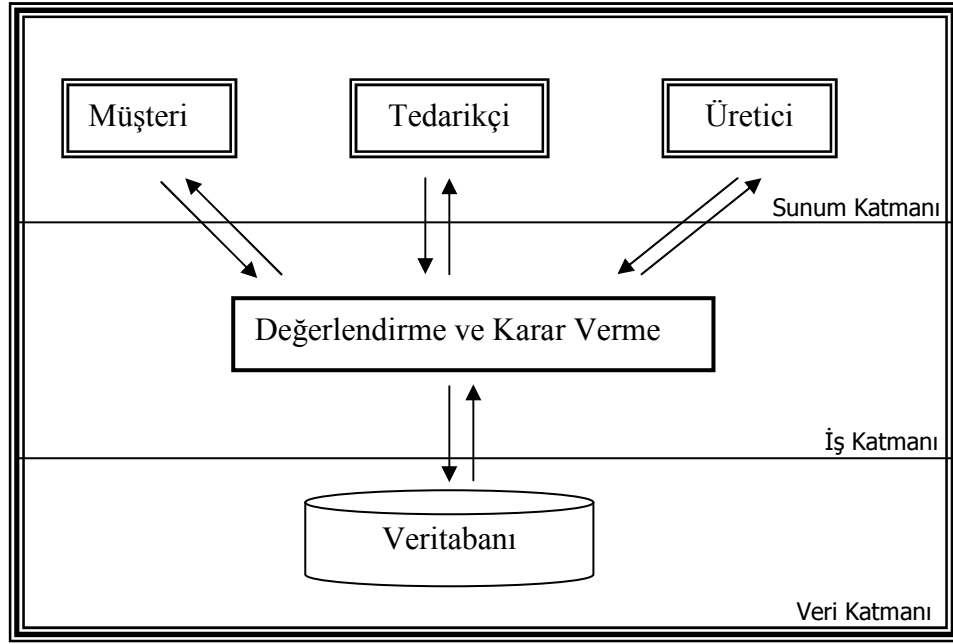 Müşteri
Tedarikçi
Üretici
Sunum Katmanı
Değerlendirme ve Karar Verme
İş Katmanı
Veritabanı
Veri Katmanı